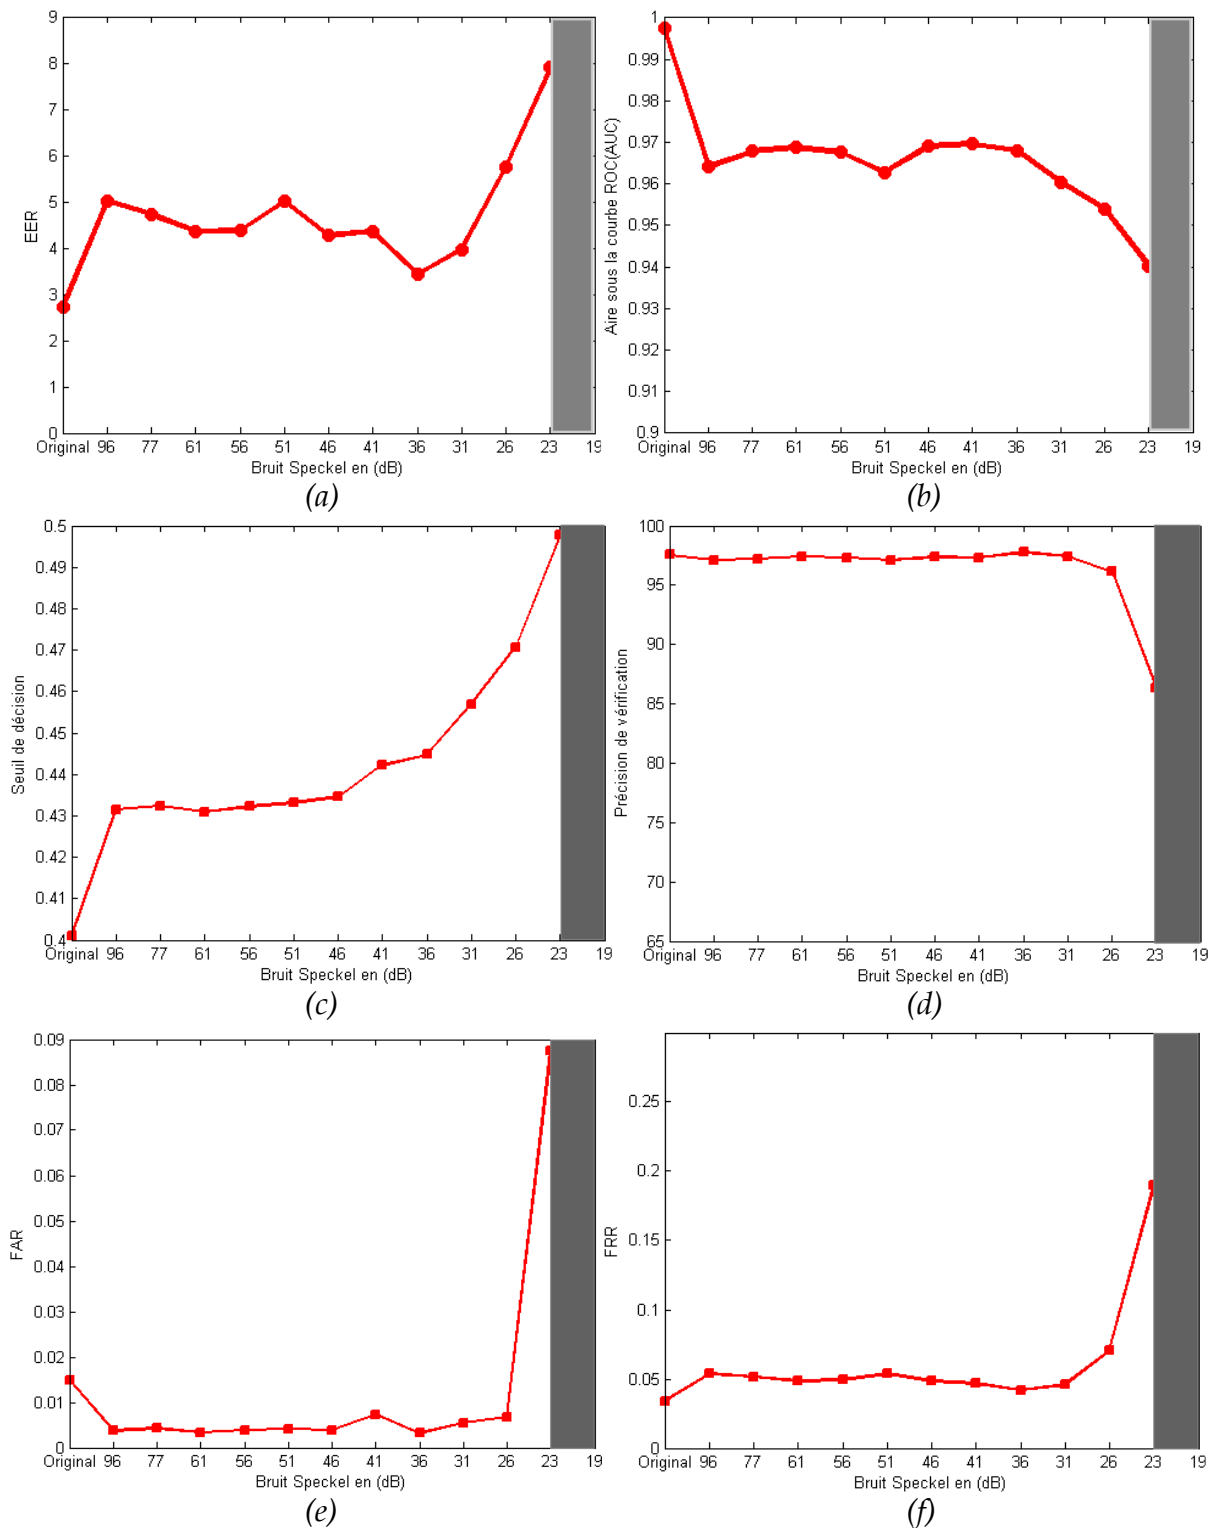 9
8
7
6
5
4
3
2
1
0
EER
Original 96 77 61 56 51 46 41 36 31 26 23 19
Bruit Speckel en (dB)
(a)
1
0.99
0.98
0.97
0.96
0.95
0.94
0.93
0.92
0.91
0.9
Aire sous la courbe ROC(AUC)
Original 96 77 61 56 51 46 41 36 31 26 23 19
Bruit Speckel en (dB)
(b)
0.5
0.49
0.48
0.47
0.46
0.45
0.44
0.43
0.42
0.41
0.4
Seuil de décision
Original 96 77 61 56 51 46 41 36 31 26 23 19
Bruit Speckel en (dB)
(c)
100
95
90
85
80
75
70
65
Précision de vérification
Original 96 77 61 56 51 46 41 36 31 26 23 19
Bruit Speckel en (dB)
(d)
0.09
0.08
0.07
0.06
0.05
0.04
0.03
0.02
0.01
0
FAR
Original 96 77 61 56 51 46 41 36 31 26 23 19
Bruit Speckel en (dB)
(e)
0.25
0.2
0.15
0.1
0.05
0
FRR
Original 96 77 61 56 51 46 41 36 31 26 23 19
Bruit Speckel en (dB)
(f)